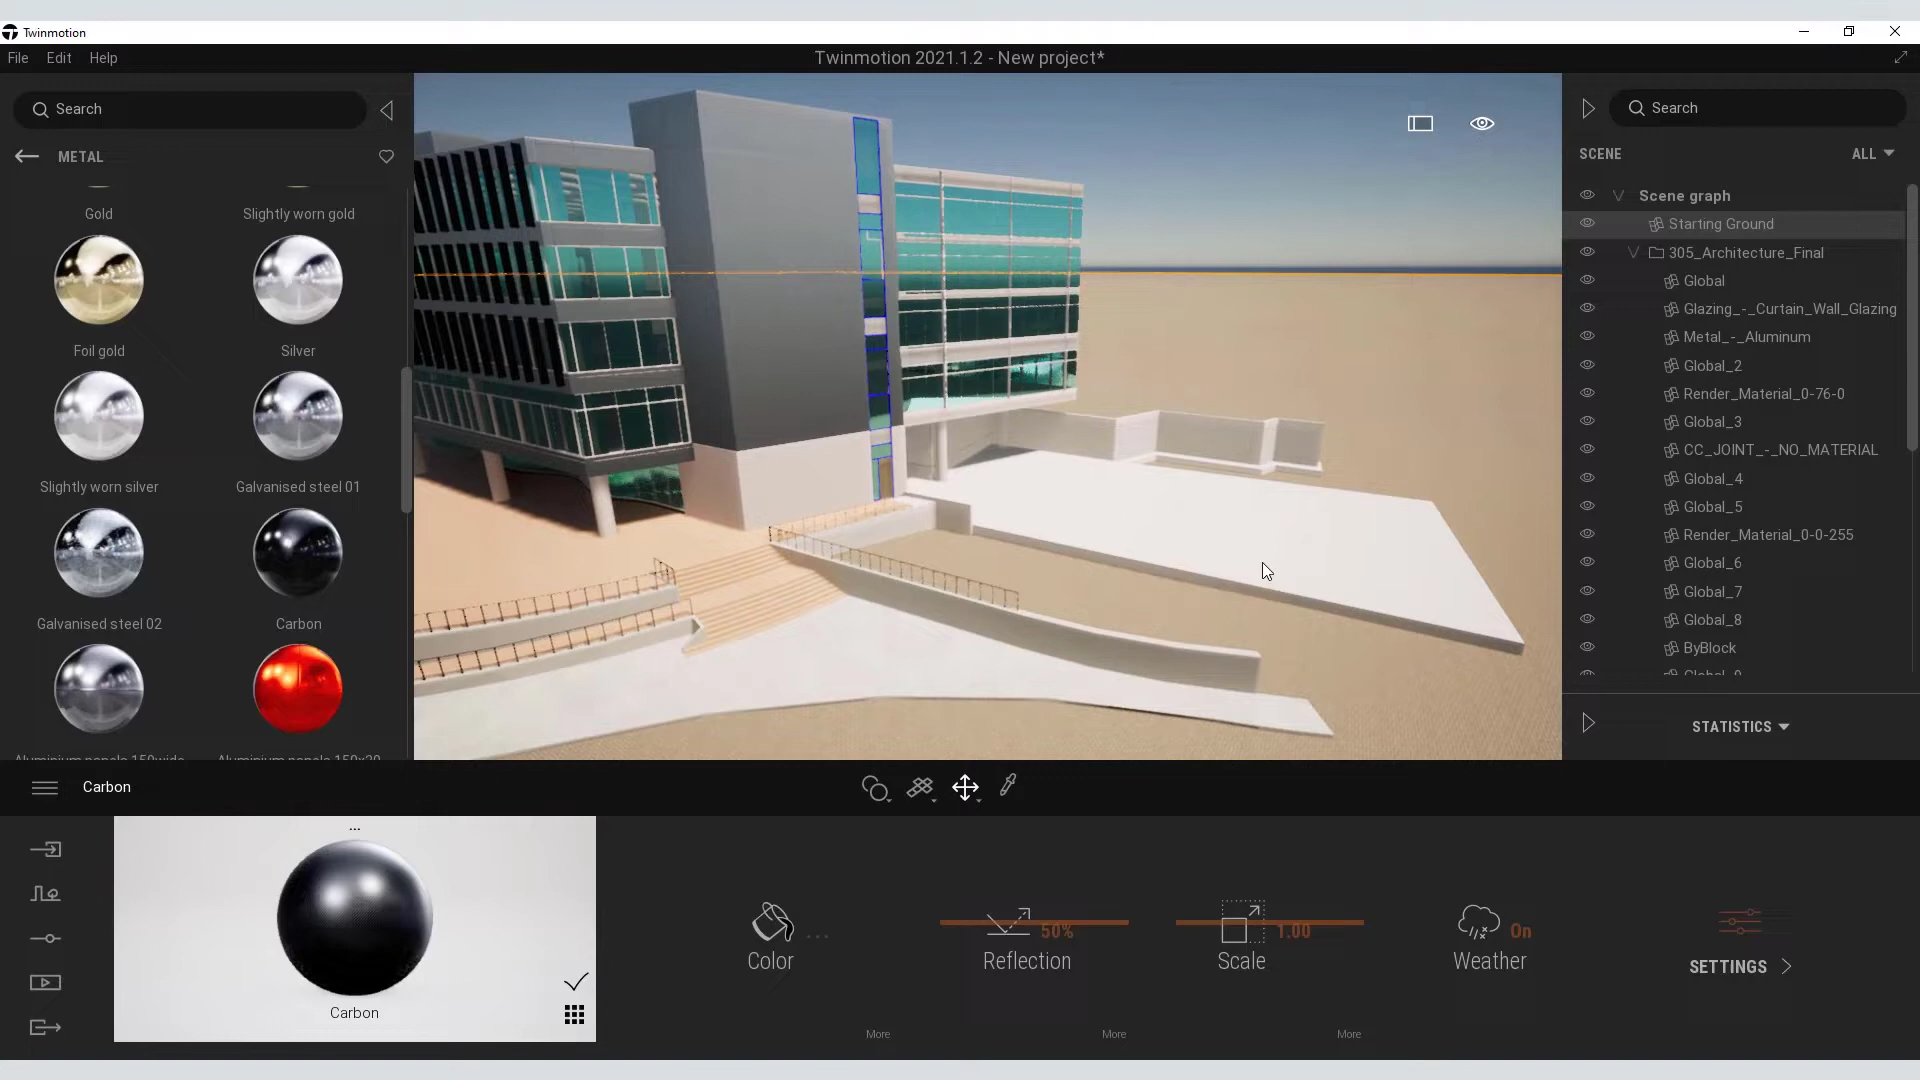 Twinmotion
File Edit Help
Twinmotion 2021.1.2 - New project*
Search
METAL
Gold
Slightly worn gold
Foil gold
Silver
Slightly worn silver
Galvanised steel 01
Galvanised steel 02
Carbon
Search
SCENE
ALL
Scene graph
Starting Ground
305_Architecture_Final
Global
Glazing_-_Curtain_Wall_Glazing
Metal_-_Aluminum
Global_2
Render_Material_0-76-0
Global_3
CC_JOINT_-_NO_MATERIAL
Global_4
Global_5
Render_Material_0-0-255
Global_6
Global_7
Global_8
ByBlock
STATISTICS
Carbon
...
Carbon
Color
...
50%
Reflection
1.00
Scale
On
Weather
SETTINGS
More
More
More